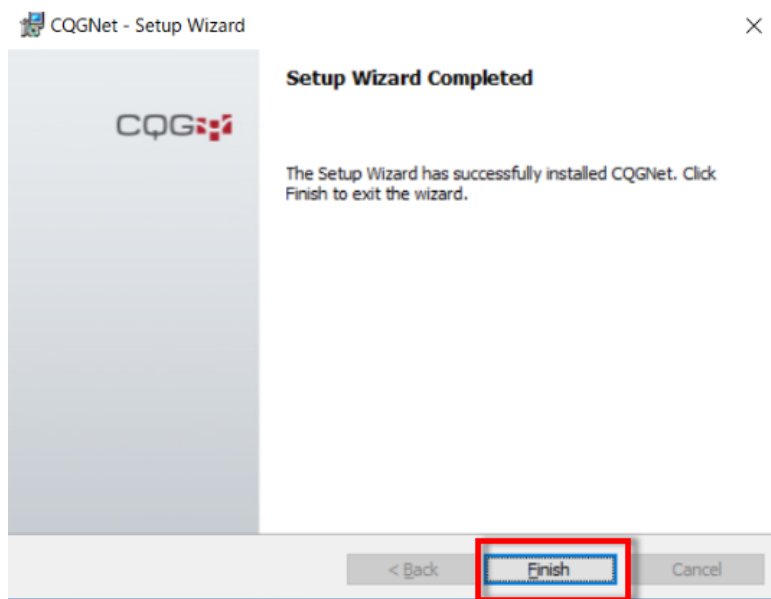 CQGNet - Setup Wizard
Setup Wizard Completed
CQG
The Setup Wizard has successfully installed CQGNet. Click
Finish to exit the wizard.
< Back
Finish
Cancel